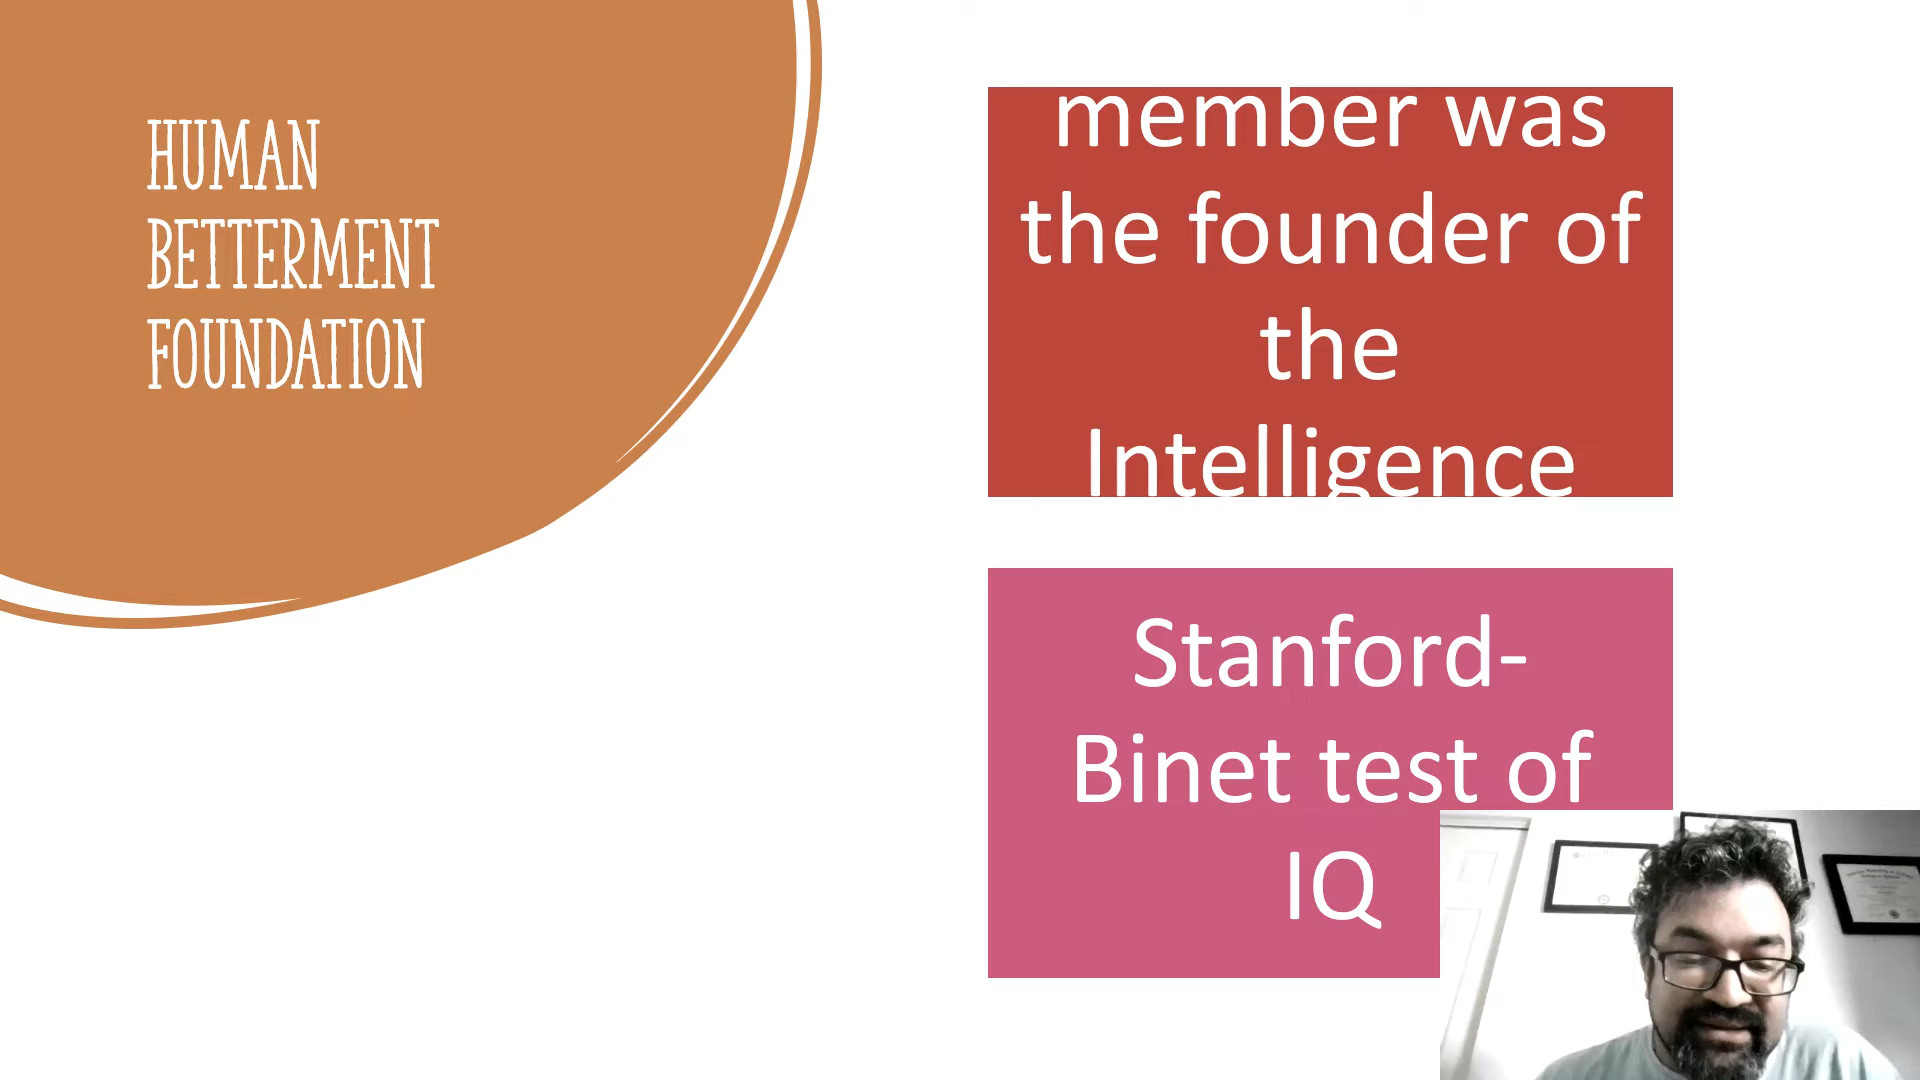 HUMAN
BETTERMENT
FOUNDATION
member was
the founder of
the
Intelligence
Stanford-
Binet test of
IQ